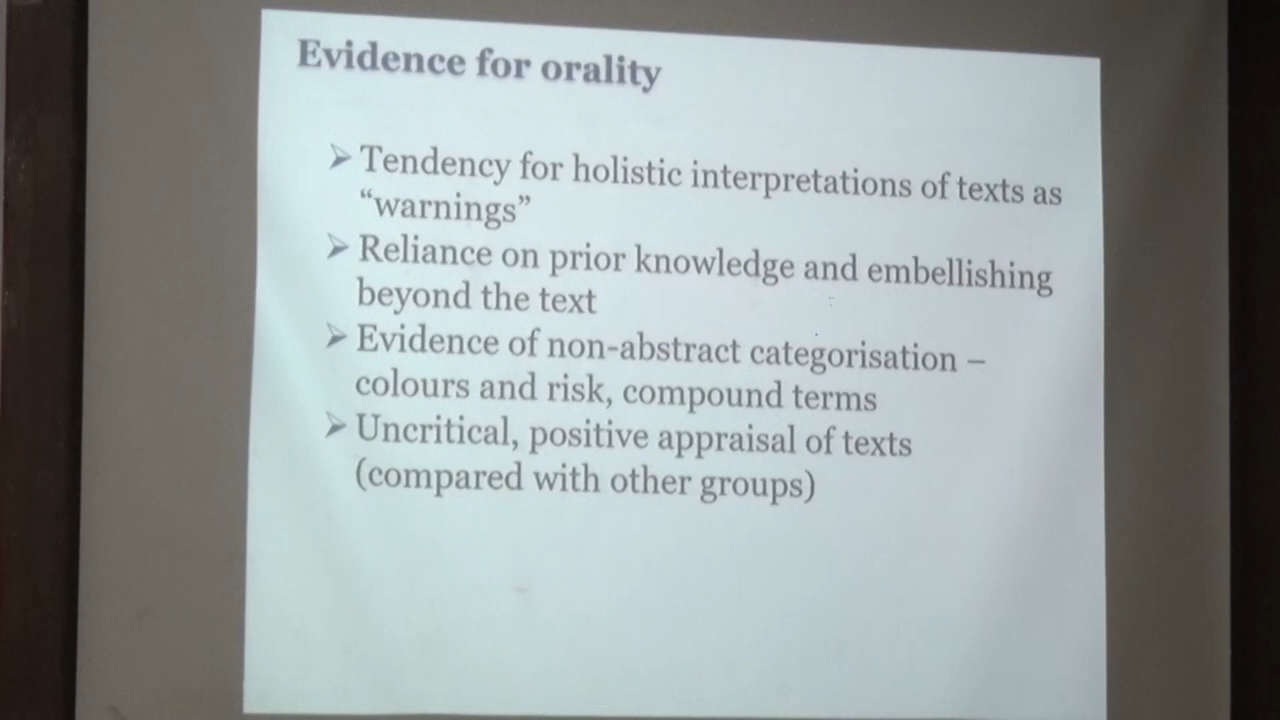 Evidence for orality
➢ Tendency for holistic interpretations of texts as
“warnings”
➢ Reliance on prior knowledge and embellishing
beyond the text
➢ Evidence of non-abstract categorisation –
colours and risk, compound terms
➢ Uncritical, positive appraisal of texts
(compared with other groups)